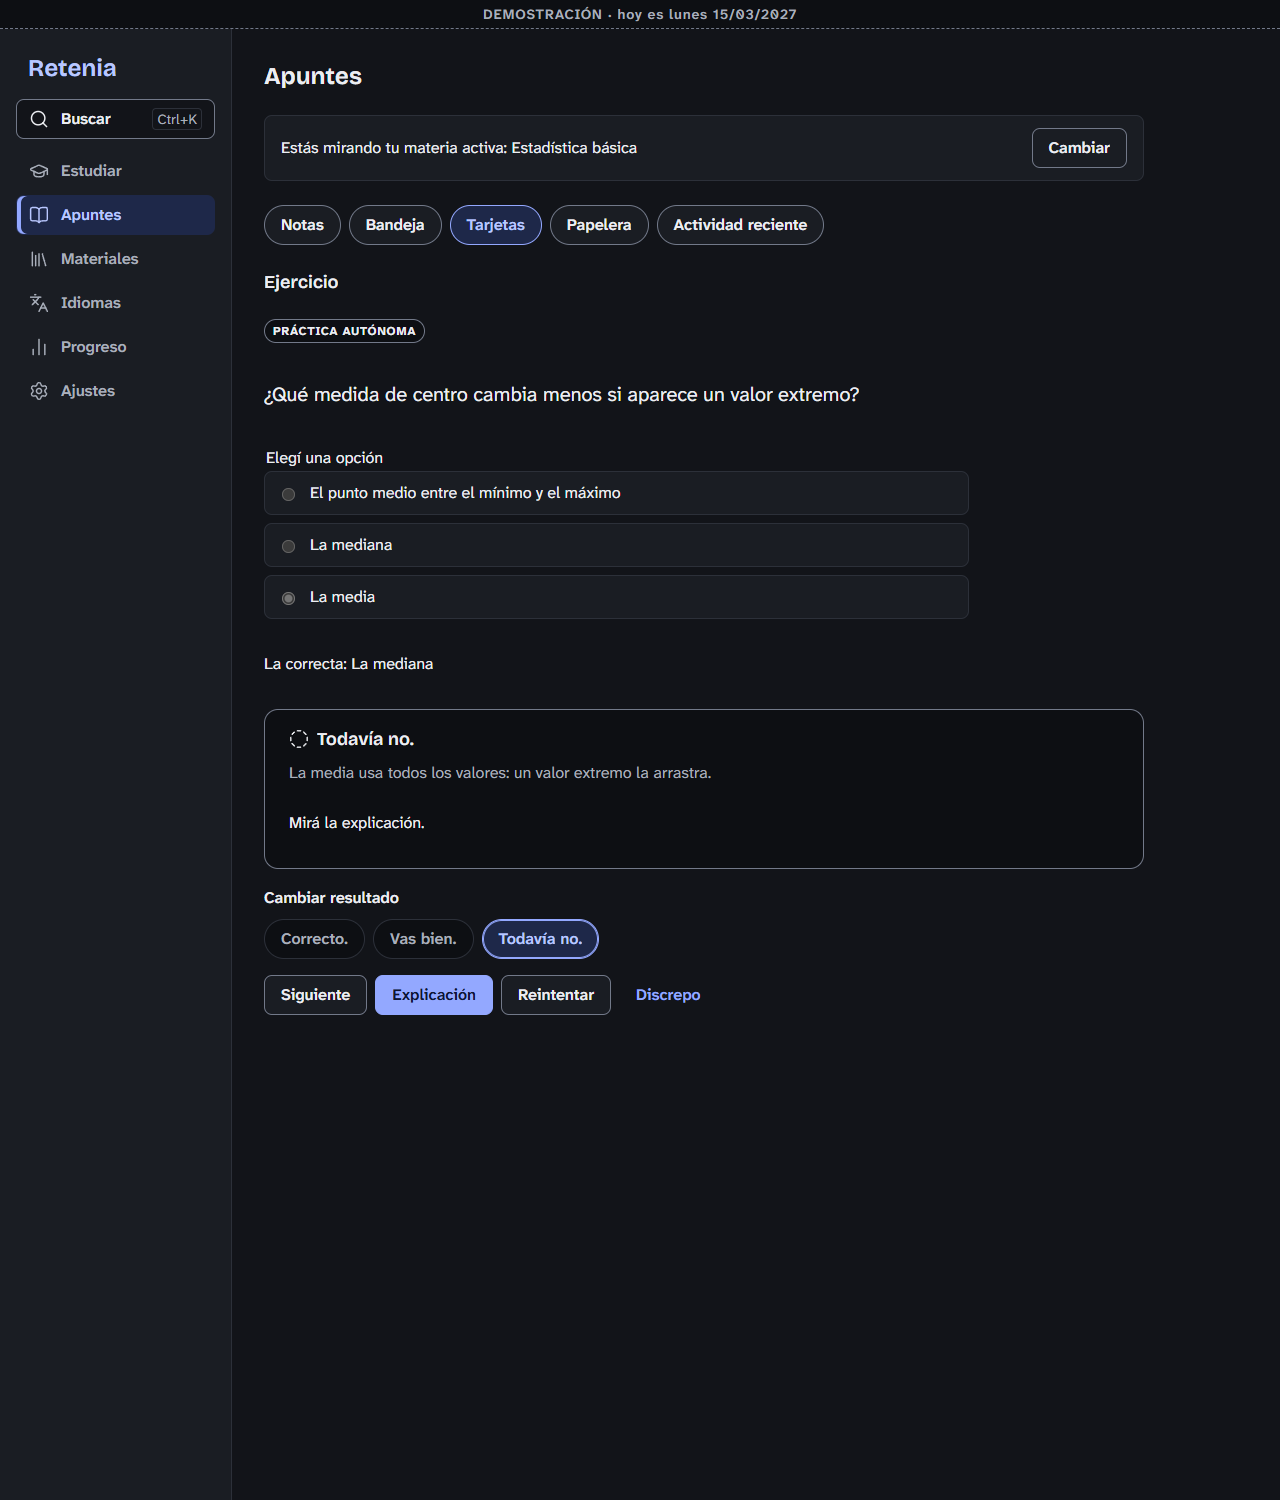 DEMOSTRACIÓN · hoy es lunes 15/03/2027
Retenia
Buscar Ctrl+K
Estudiar
Apuntes
Materiales
Idiomas
Progreso
Ajustes
Apuntes
Estás mirando tu materia activa: Estadística básica
Cambiar
Notas Bandeja Tarjetas Papelera Actividad reciente
Ejercicio
PRÁCTICA AUTÓNOMA
¿Qué medida de centro cambia menos si aparece un valor extremo?
Elegí una opción
El punto medio entre el mínimo y el máximo
La mediana
La media
La correcta: La mediana
Todavía no.
La media usa todos los valores: un valor extremo la arrastra.
Mirá la explicación.
Cambiar resultado
Correcto. Vas bien. Todavía no.
Siguiente Explicación Reintentar Discrepo